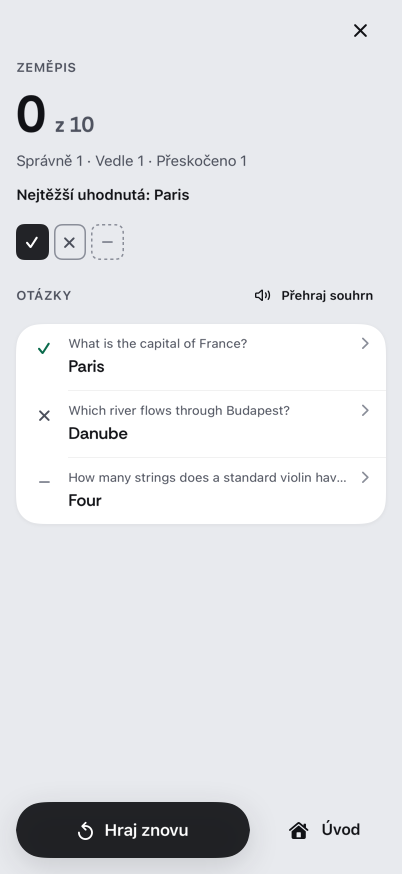 ZEMĚPIS
0 z 10
Správně 1 · Vedle 1 · Přeskočeno 1
Nejtěžší uhodnutá: Paris
OTÁZKY
Přehraj souhrn
What is the capital of France?
Paris
Which river flows through Budapest?
Danube
How many strings does a standard violin hav...
Four
Hraj znovu
Úvod